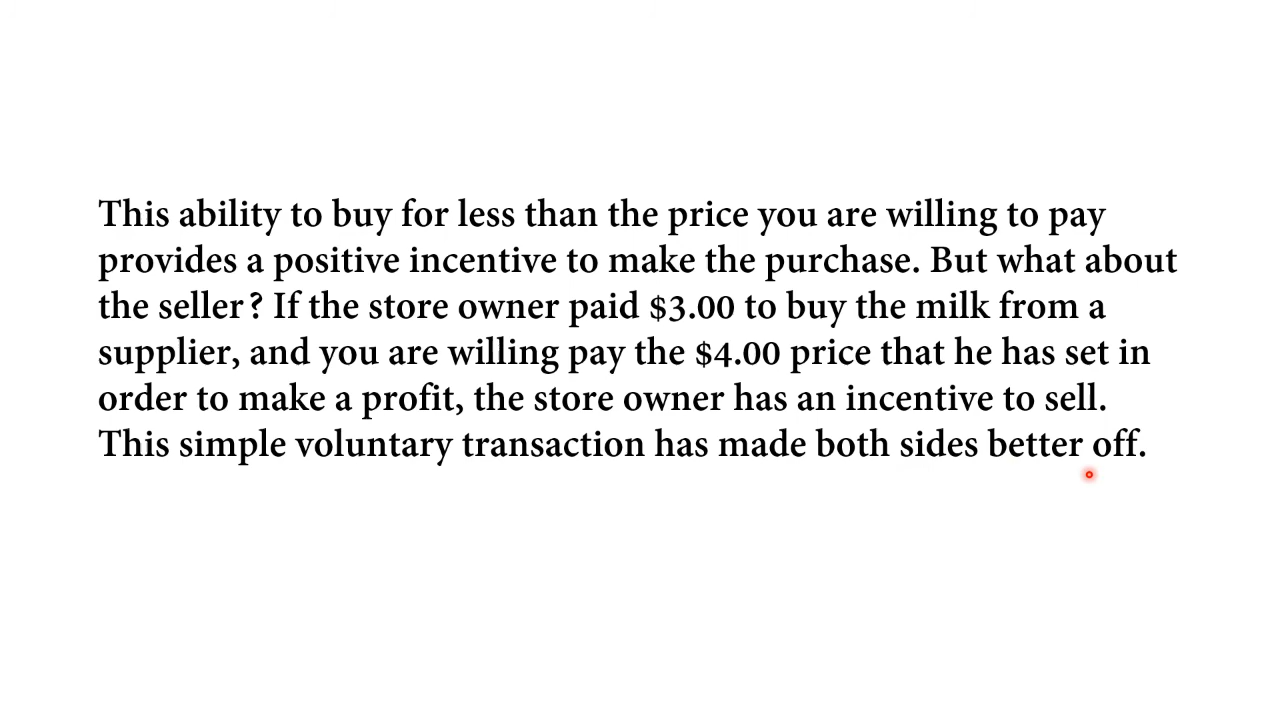 This ability to buy for less than the price you are willing to pay
provides a positive incentive to make the purchase. But what about
the seller? If the store owner paid $3.00 to buy the milk from a
supplier, and you are willing pay the $4.00 price that he has set in
order to make a profit, the store owner has an incentive to sell.
This simple voluntary transaction has made both sides better off.